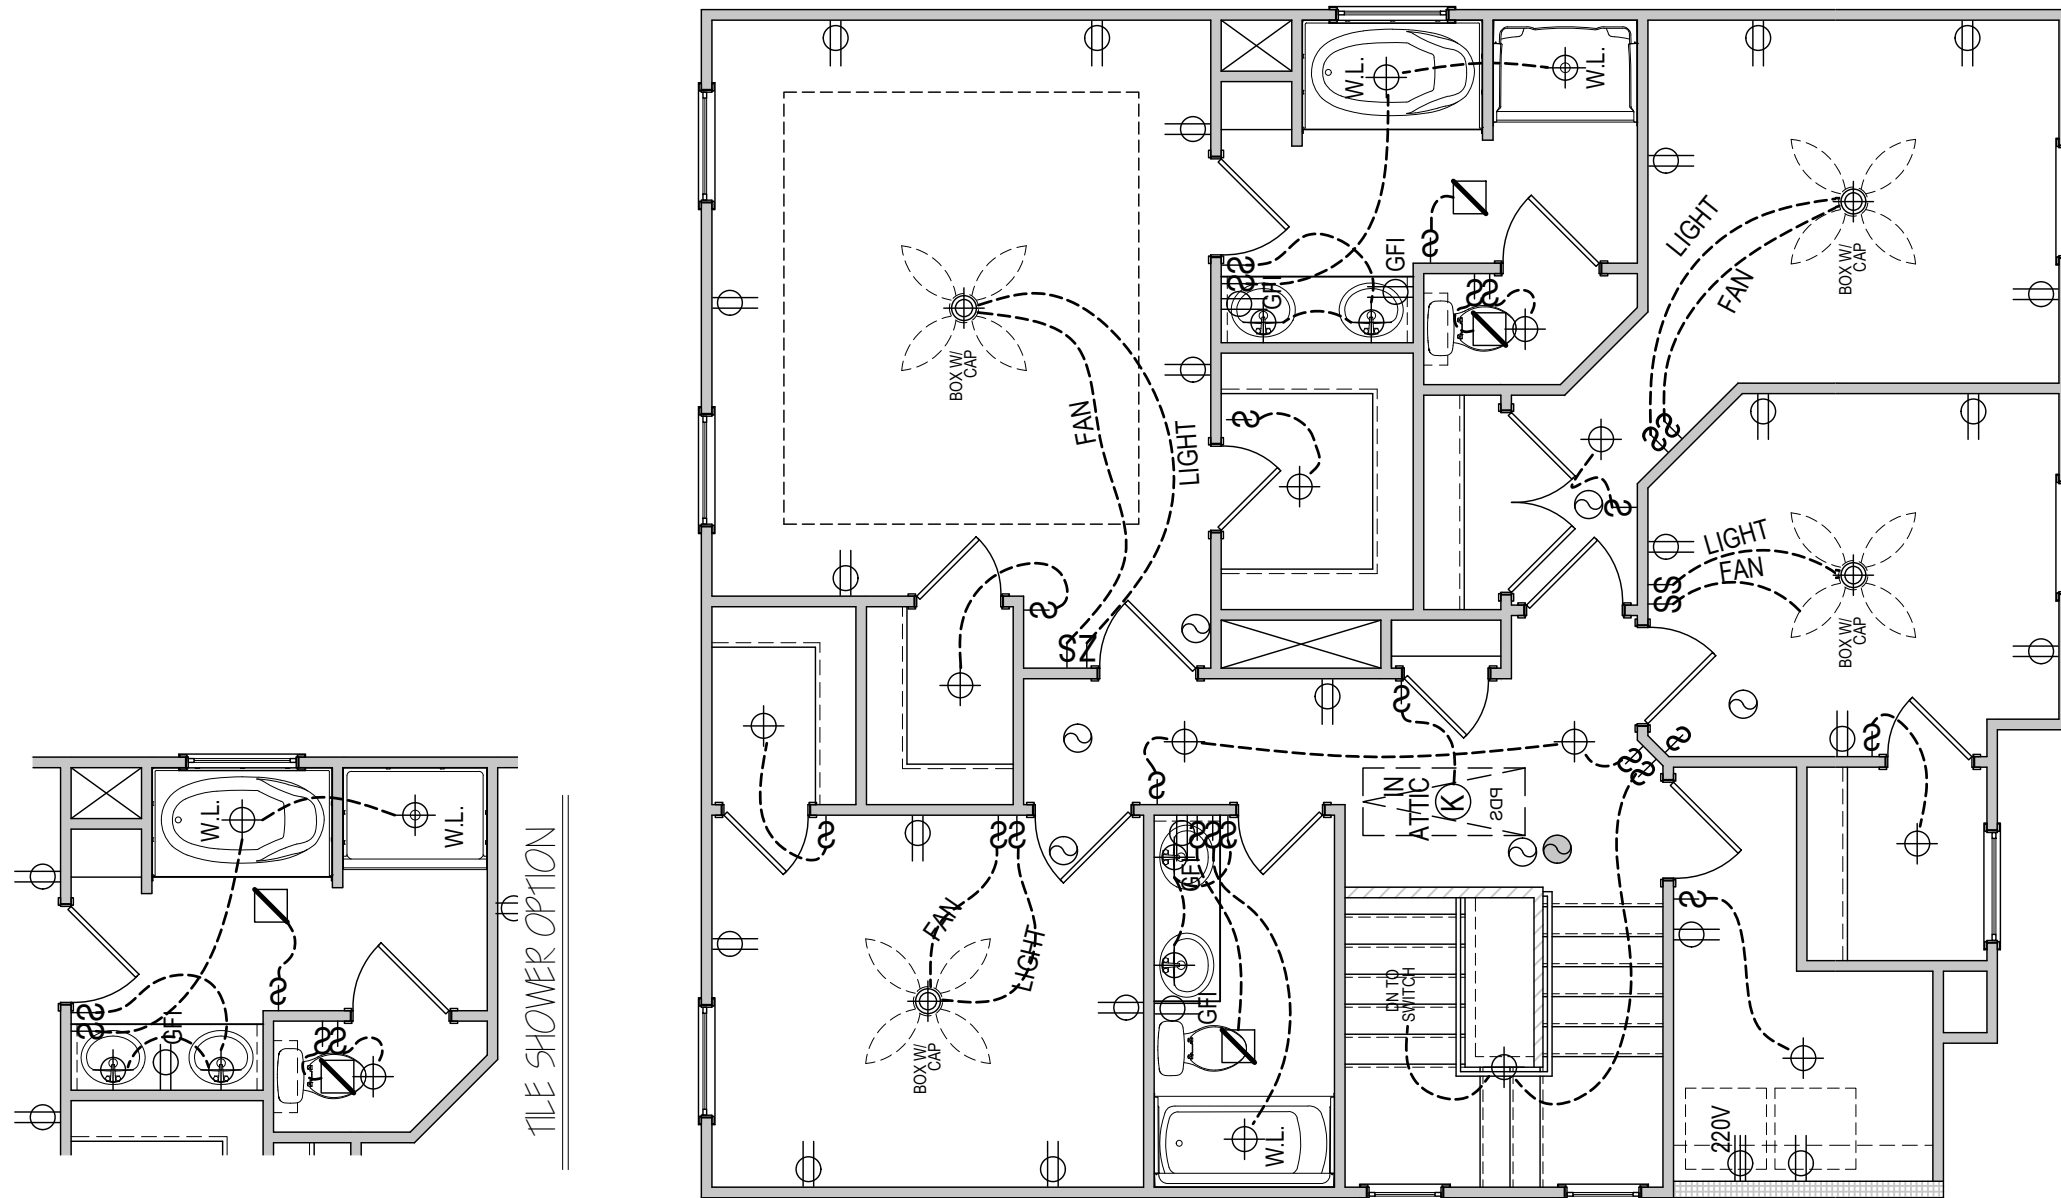 W.L.
W.L.
GFI
GFI
LIGHT
FAN
BOX W/
CAP
BOX W/
CAP
FAN
LIGHT
LIGHT
FAN
BOX W/
CAP
S
S
S
S
S
S
S
S
S
S
S
S
S
S
IN
ATTIC
K
PDS
GFI
GFI
W.L.
FAN
LIGHT
BOX W/
CAP
DN TO
SWITCH
220V
W.L.
W.L.
GFI
TILE SHOWER OPTION